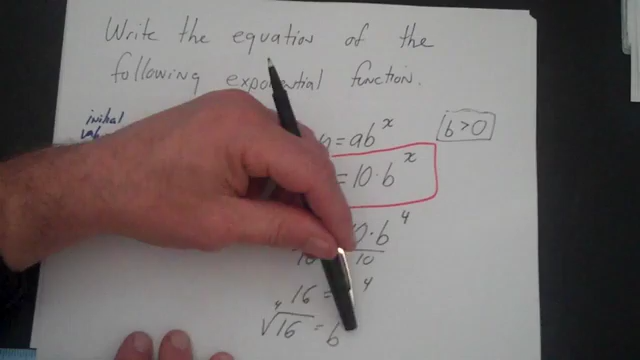 Write the equation of the
following exponential function.
initial
= ab^x
b>0
= 10·b^x
10·b^4
10 10
16 = 4
⁴√16 = b